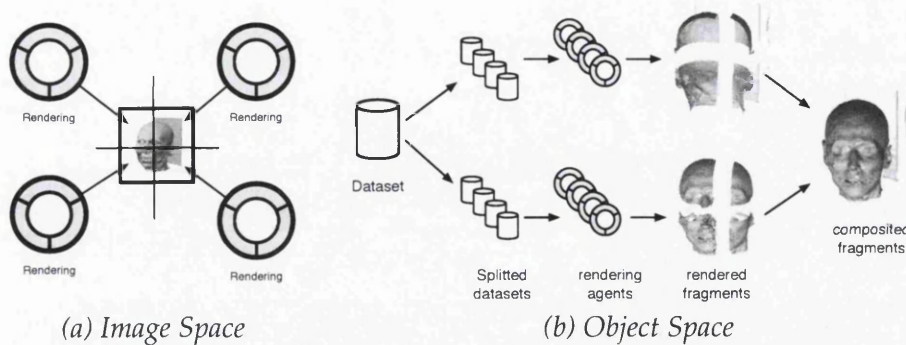 Rendering
Rendering
Rendering
Rendering
(a) Image Space
Dataset
Splitted
datasets
rendering
agents
rendered
fragments
composited
fragments
(b) Object Space